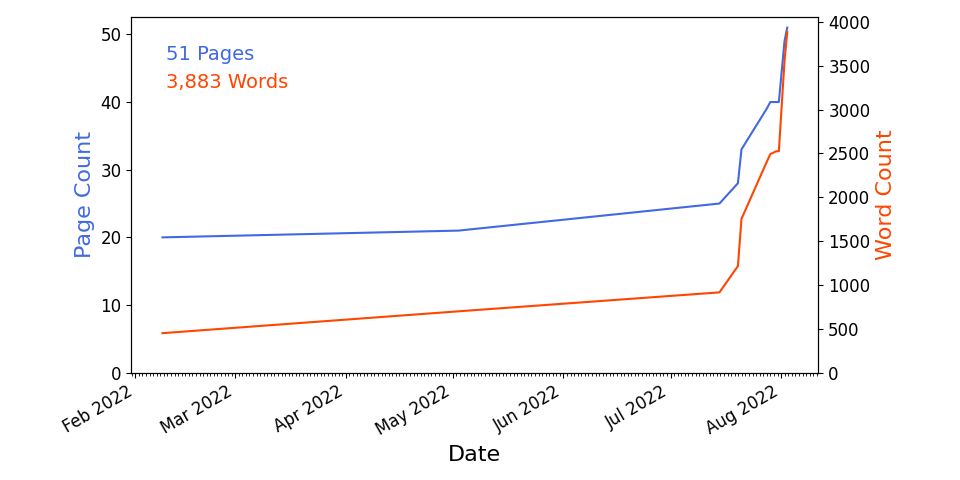 51 Pages
3,883 Words
Page Count
50
40
30
20
10
0
4000
3500
3000
2500
2000
1500
1000
500
0
Word Count
Feb 2022
Mar 2022
Apr 2022
May 2022
Jun 2022
Jul 2022
Aug 2022
Date